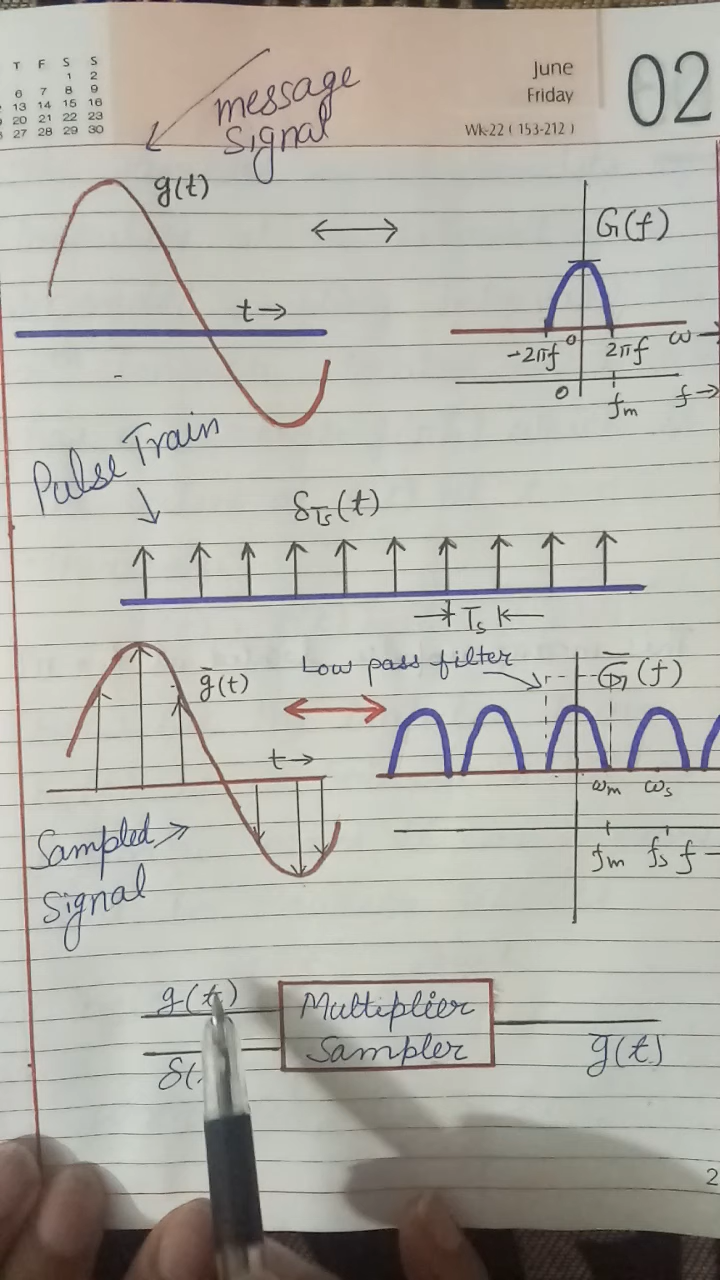 T F S S
1 2
6 7 8 9
13 14 15 16
20 21 22 23
27 28 29 30
June
Friday
Wk-22 ( 153-212 )
02
message
Signal
g(t)
G(f)
t→
-2πf 0 2πf ω→
0 fm f→
Pulse Train
δTs(t)
Ts
Low pass filter
g̅(t)
G̅(f)
t→
ωm ωs
Sampled
Signal
fm fs f
g(t)
Multiplier
Sampler
δ(
g̅(t)
2